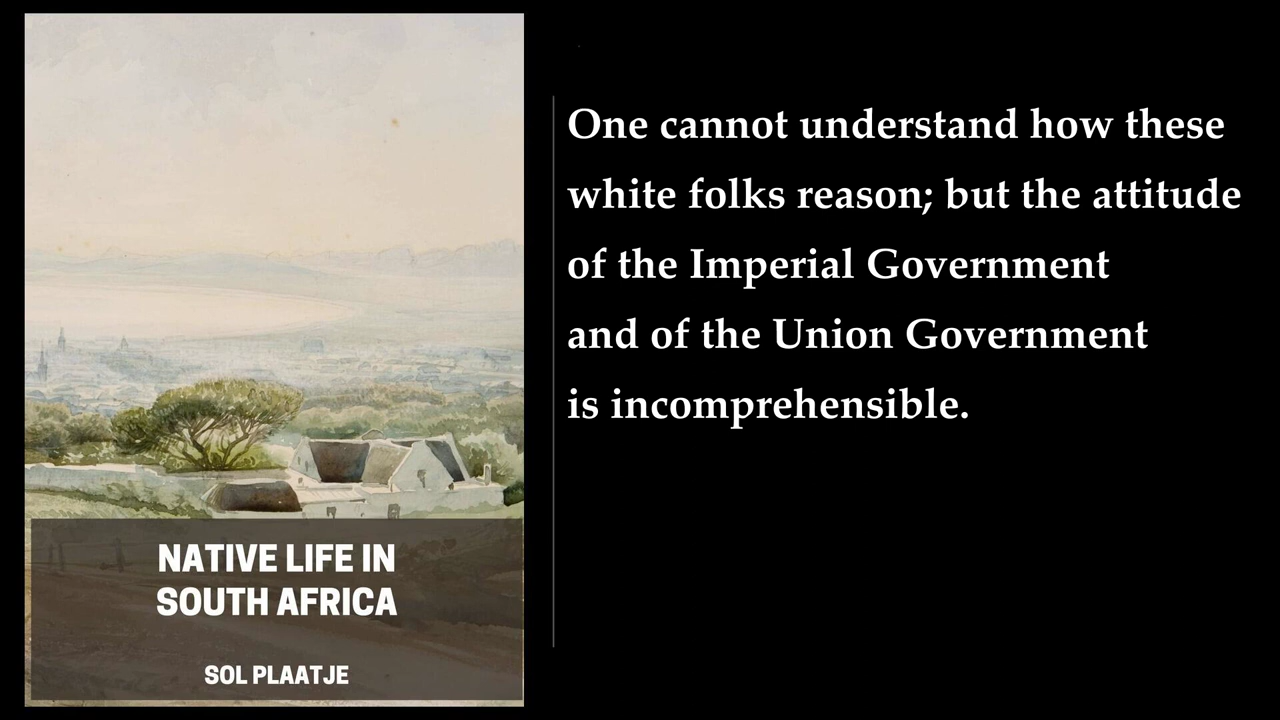 One cannot understand how these
white folks reason; but the attitude
of the Imperial Government
and of the Union Government
is incomprehensible.
NATIVE LIFE IN
SOUTH AFRICA
SOL PLAATJE